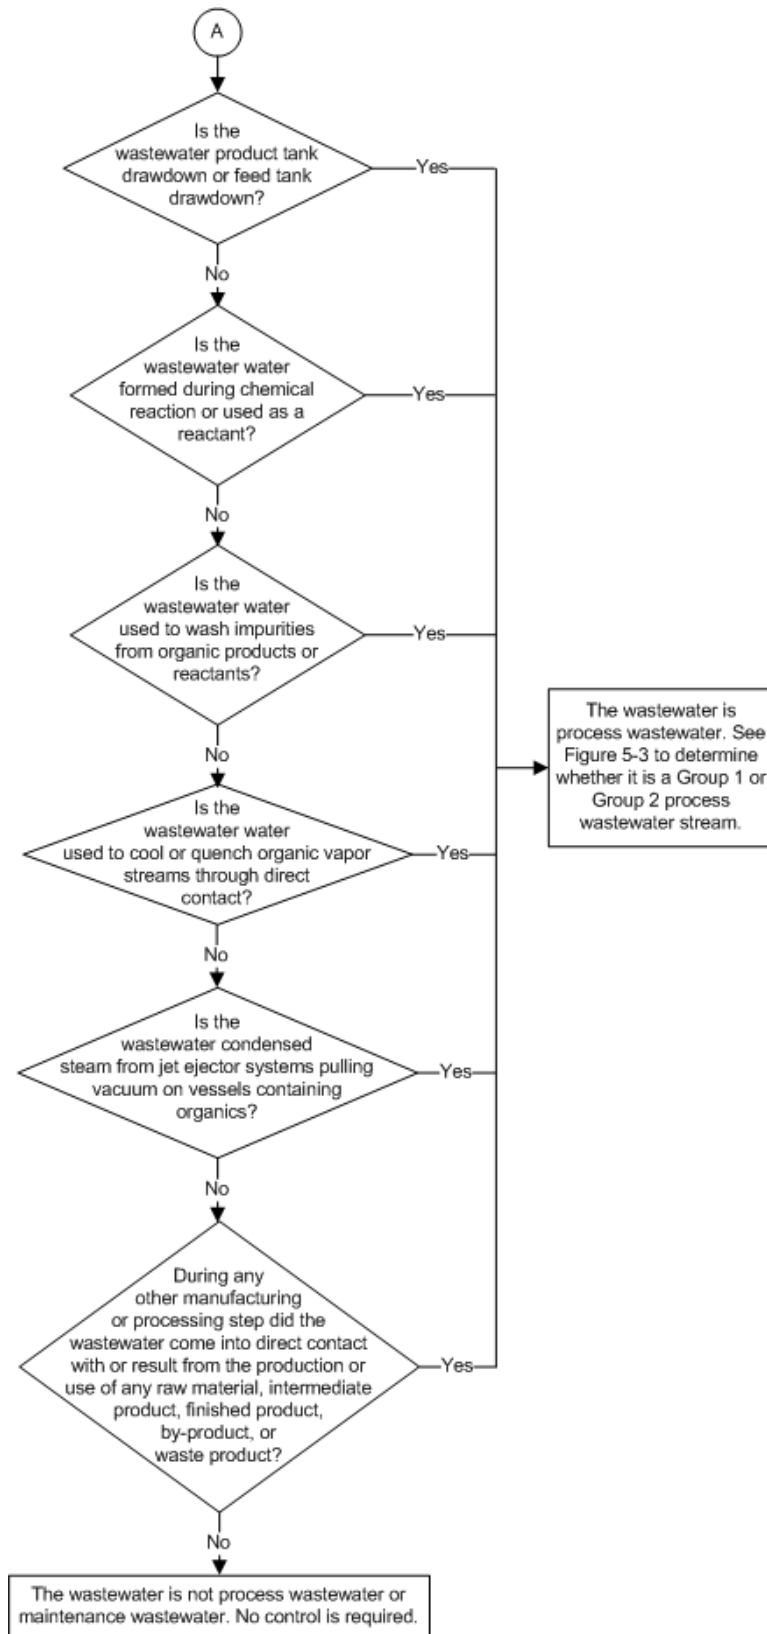 A
Is the
wastewater product tank
drawdown or feed tank
drawdown?
Yes
No
Is the
wastewater water
formed during chemical
reaction or used as a
reactant?
Yes
No
Is the
wastewater water
used to wash impurities
from organic products or
reactants?
Yes
The wastewater is
process wastewater. See
Figure 5-3 to determine
whether it is a Group 1 or
Group 2 process
wastewater stream.
No
Is the
wastewater water
used to cool or quench organic vapor
streams through direct
contact?
Yes
No
Is the
wastewater condensed
steam from jet ejector systems pulling
vacuum on vessels containing
organics?
Yes
No
During any
other manufacturing
or processing step did the
wastewater come into direct contact
with or result from the production or
use of any raw material, intermediate
product, finished product,
by-product, or
waste product?
Yes
No
The wastewater is not process wastewater or
maintenance wastewater. No control is required.